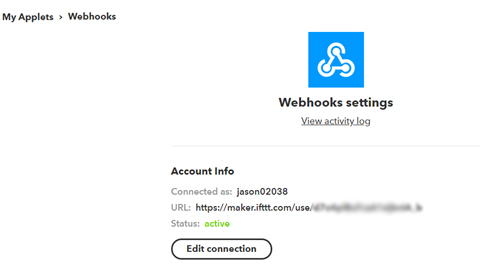 My Applets > Webhooks
Webhooks settings
View activity log
Account Info
Connected as: jason02038
URL: https://maker.ifttt.com/use/
Status: active
Edit connection